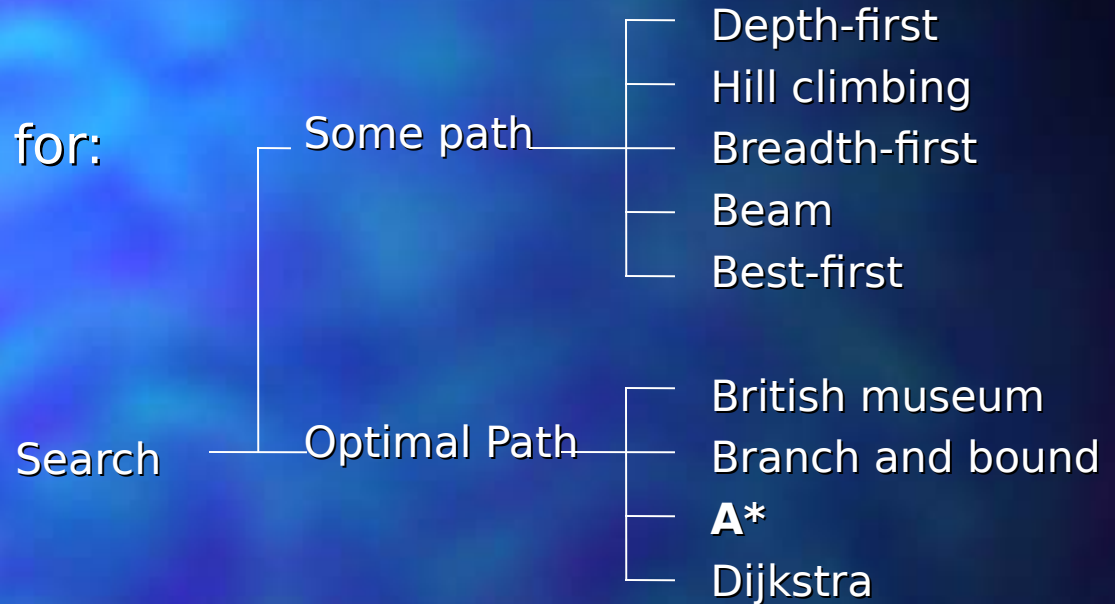 for:
Search
Some path
Depth-first
Hill climbing
Breadth-first
Beam
Best-first
Optimal Path
British museum
Branch and bound
A*
Dijkstra